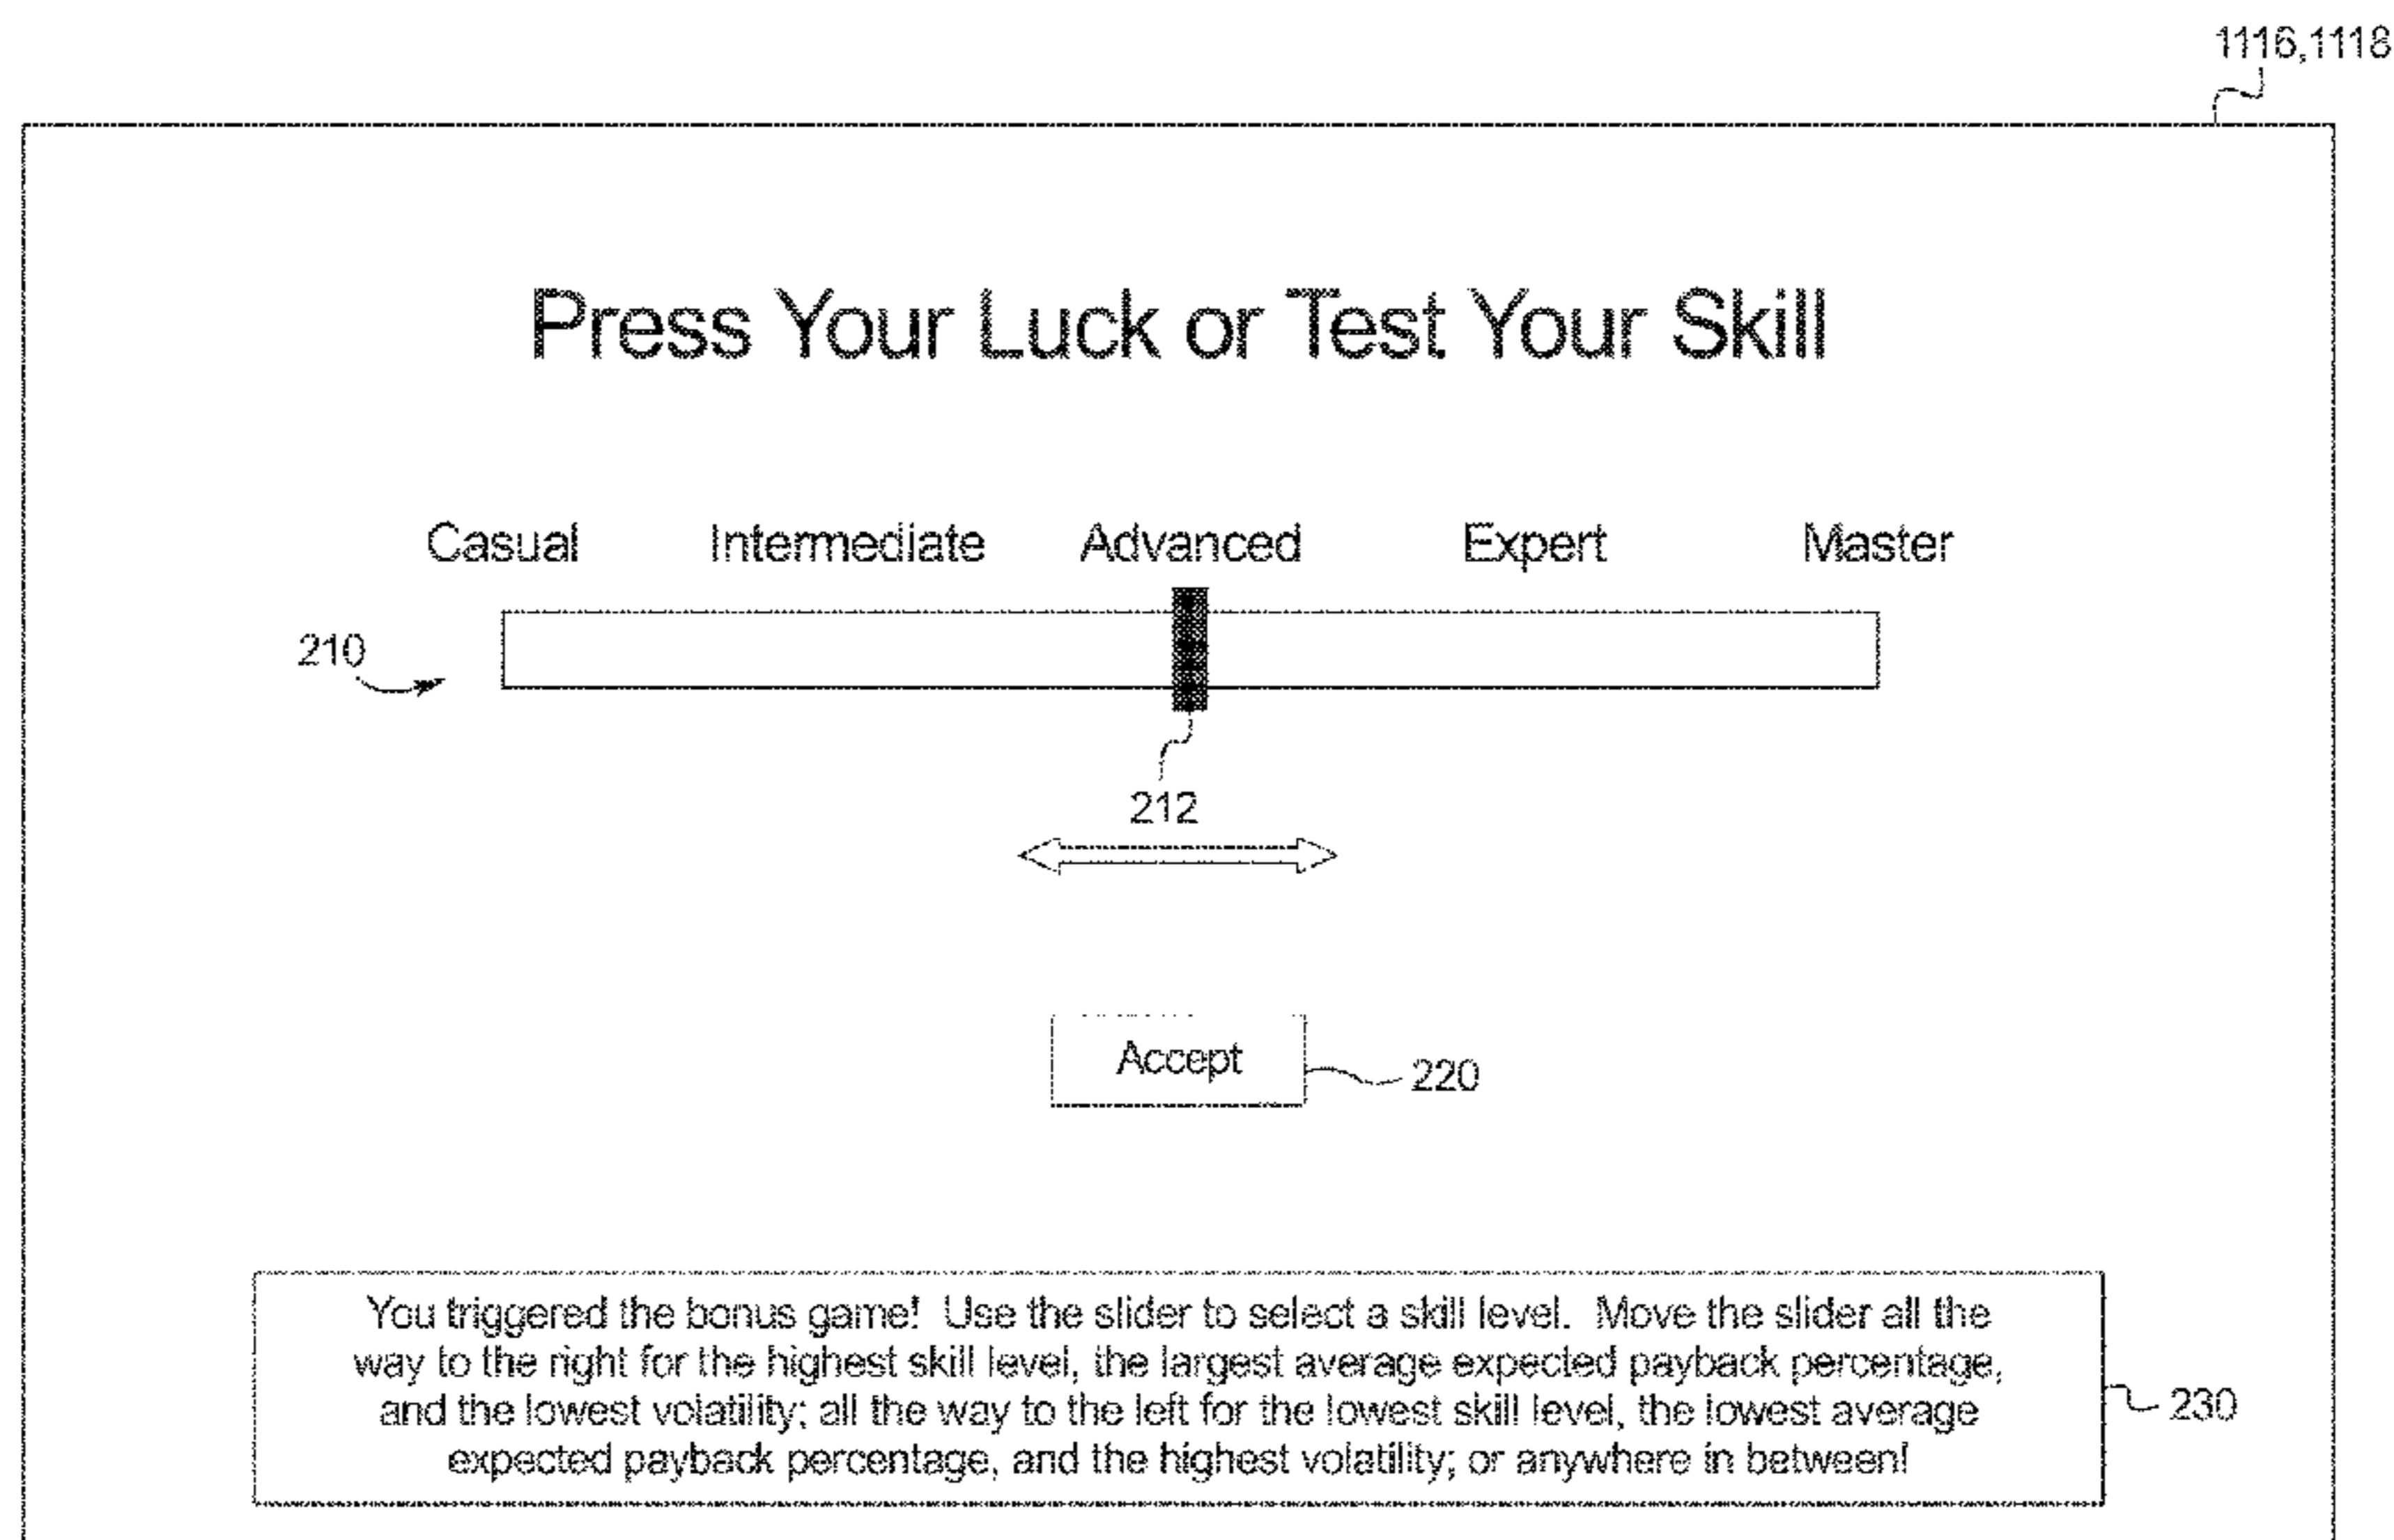 1116,1118
Press Your Luck or Test Your Skill
Casual Intermediate Advanced Expert Master
210
212
Accept
220
You triggered the bonus game! Use the slider to select a skill level. Move the slider all the
way to the right for the highest skill level, the largest average expected payback percentage,
and the lowest volatility; all the way to the left for the lowest skill level, the lowest average
expected payback percentage, and the highest volatility; or anywhere in between!
230